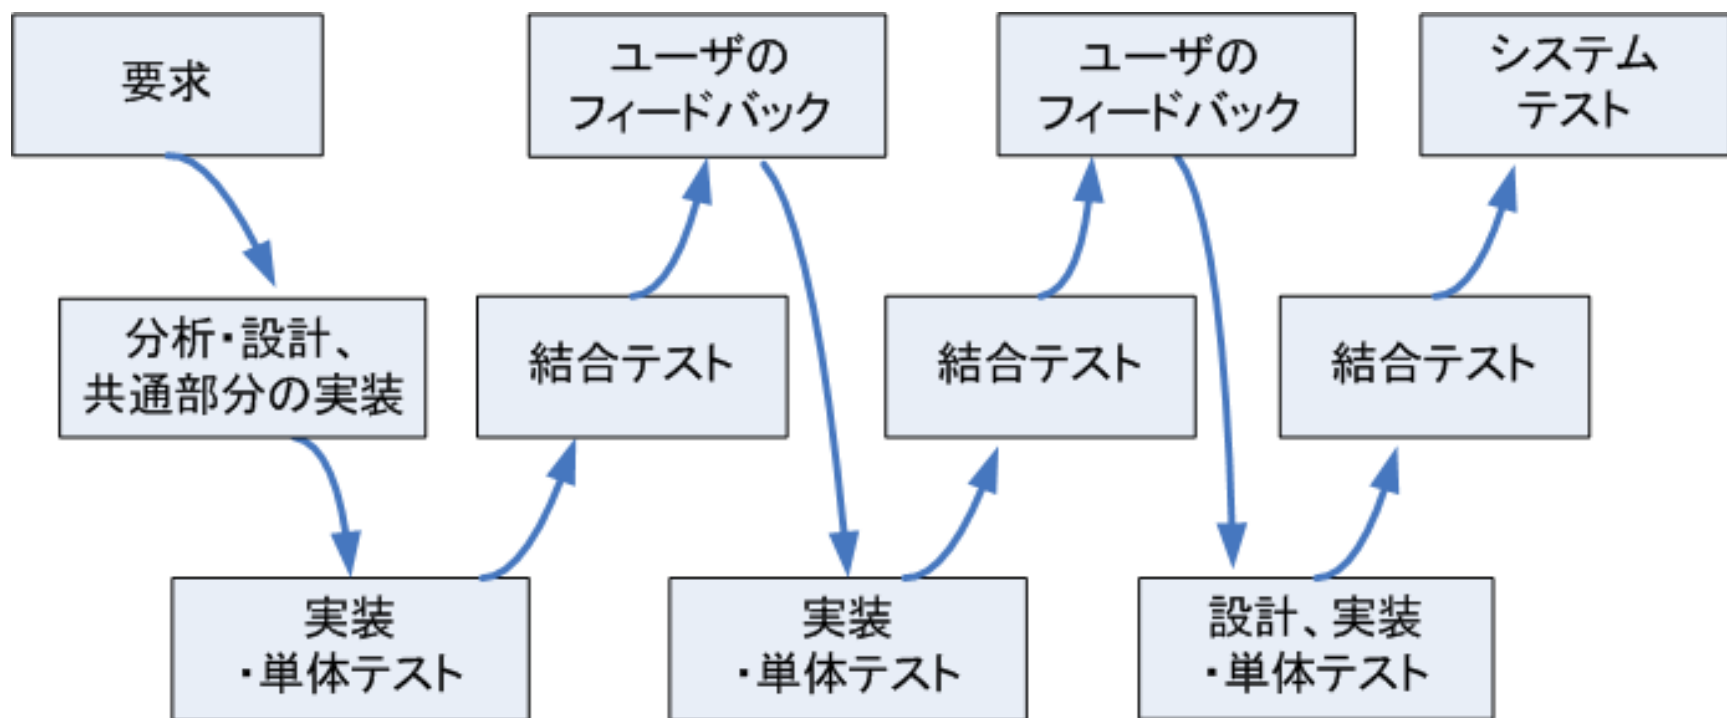 要求
ユーザの
フィードバック
ユーザの
フィードバック
システム
テスト
分析・設計、
共通部分の実装
結合テスト
結合テスト
結合テスト
実装
・単体テスト
実装
・単体テスト
設計、実装
・単体テスト